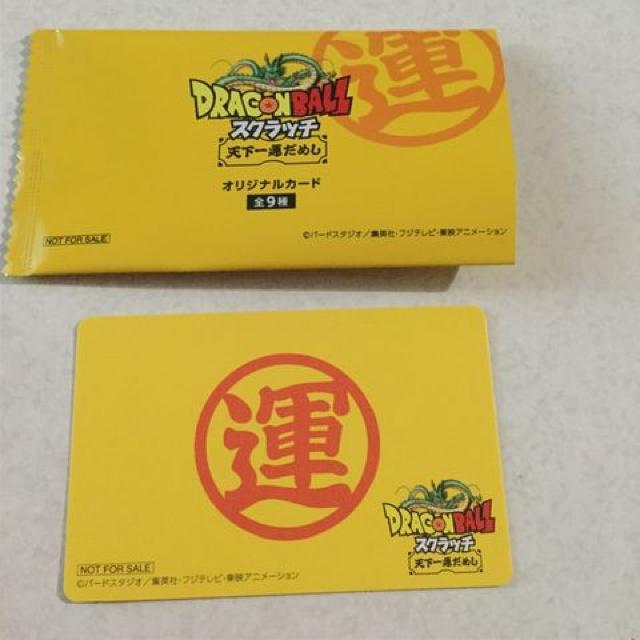 運
DRAGONBALL
スクラッチ
天下一運だめし
オリジナルカード
全9種
NOT FOR SALE
©バードスタジオ/集英社・フジテレビ・東映アニメーション
運
DRAGONBALL
スクラッチ
天下一運だめし
NOT FOR SALE
©バードスタジオ/集英社・フジテレビ・東映アニメーション